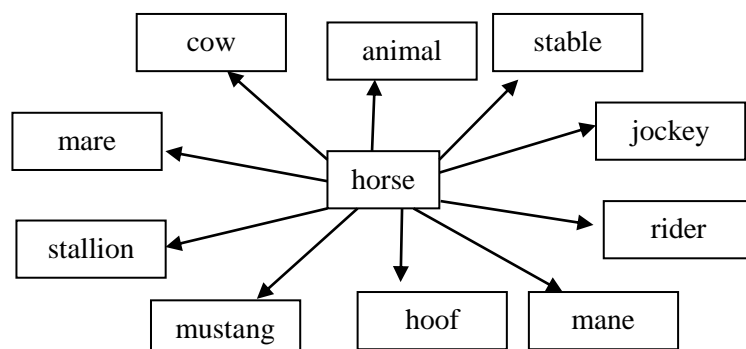 cow
animal
stable
mare
horse
jockey
stallion
rider
mustang
hoof
mane